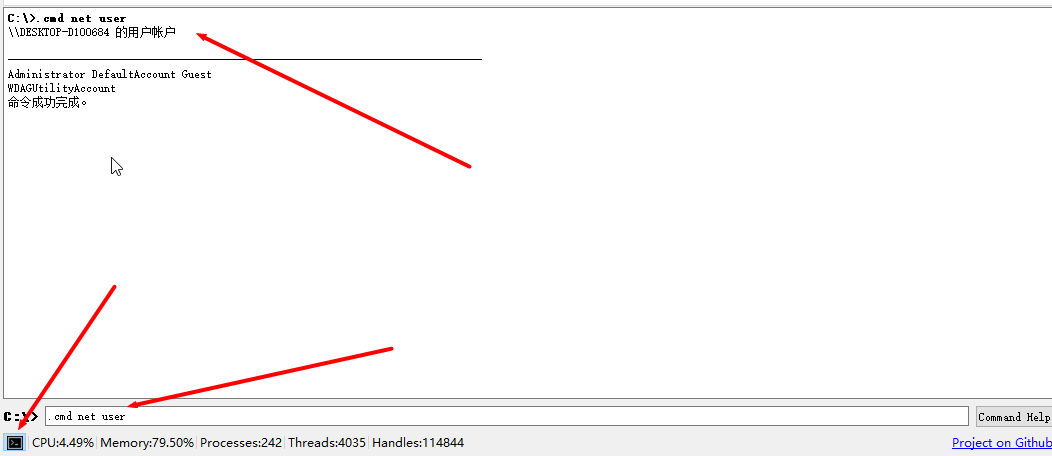 C:\>.cmd net user
\\DESKTOP-D100684 的用户帐户
Administrator DefaultAccount Guest
WDAGUtilityAccount
命令成功完成。
C:\> .cmd net user Command Help
CPU:4.49% Memory:79.50% Processes:242 Threads:4035 Handles:114844 Project on Github